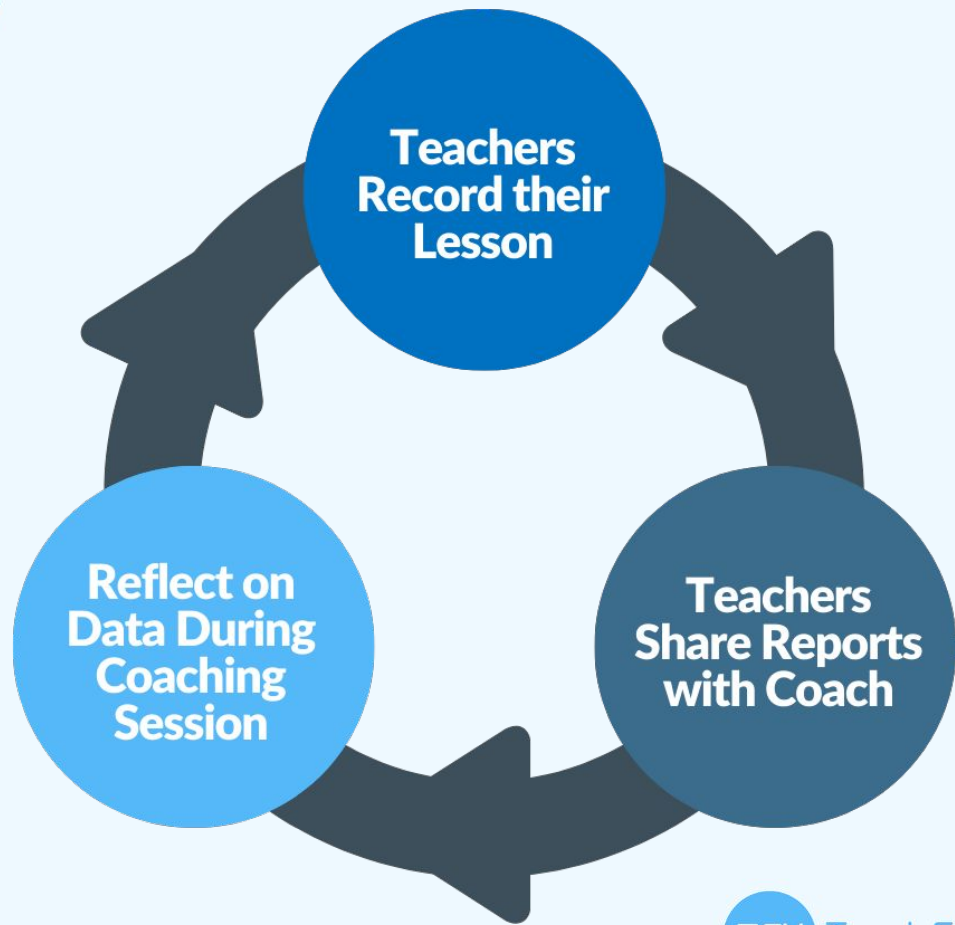 Teachers
Record their
Lesson
Teachers
Share Reports
with Coach
Reflect on
Data During
Coaching
Session